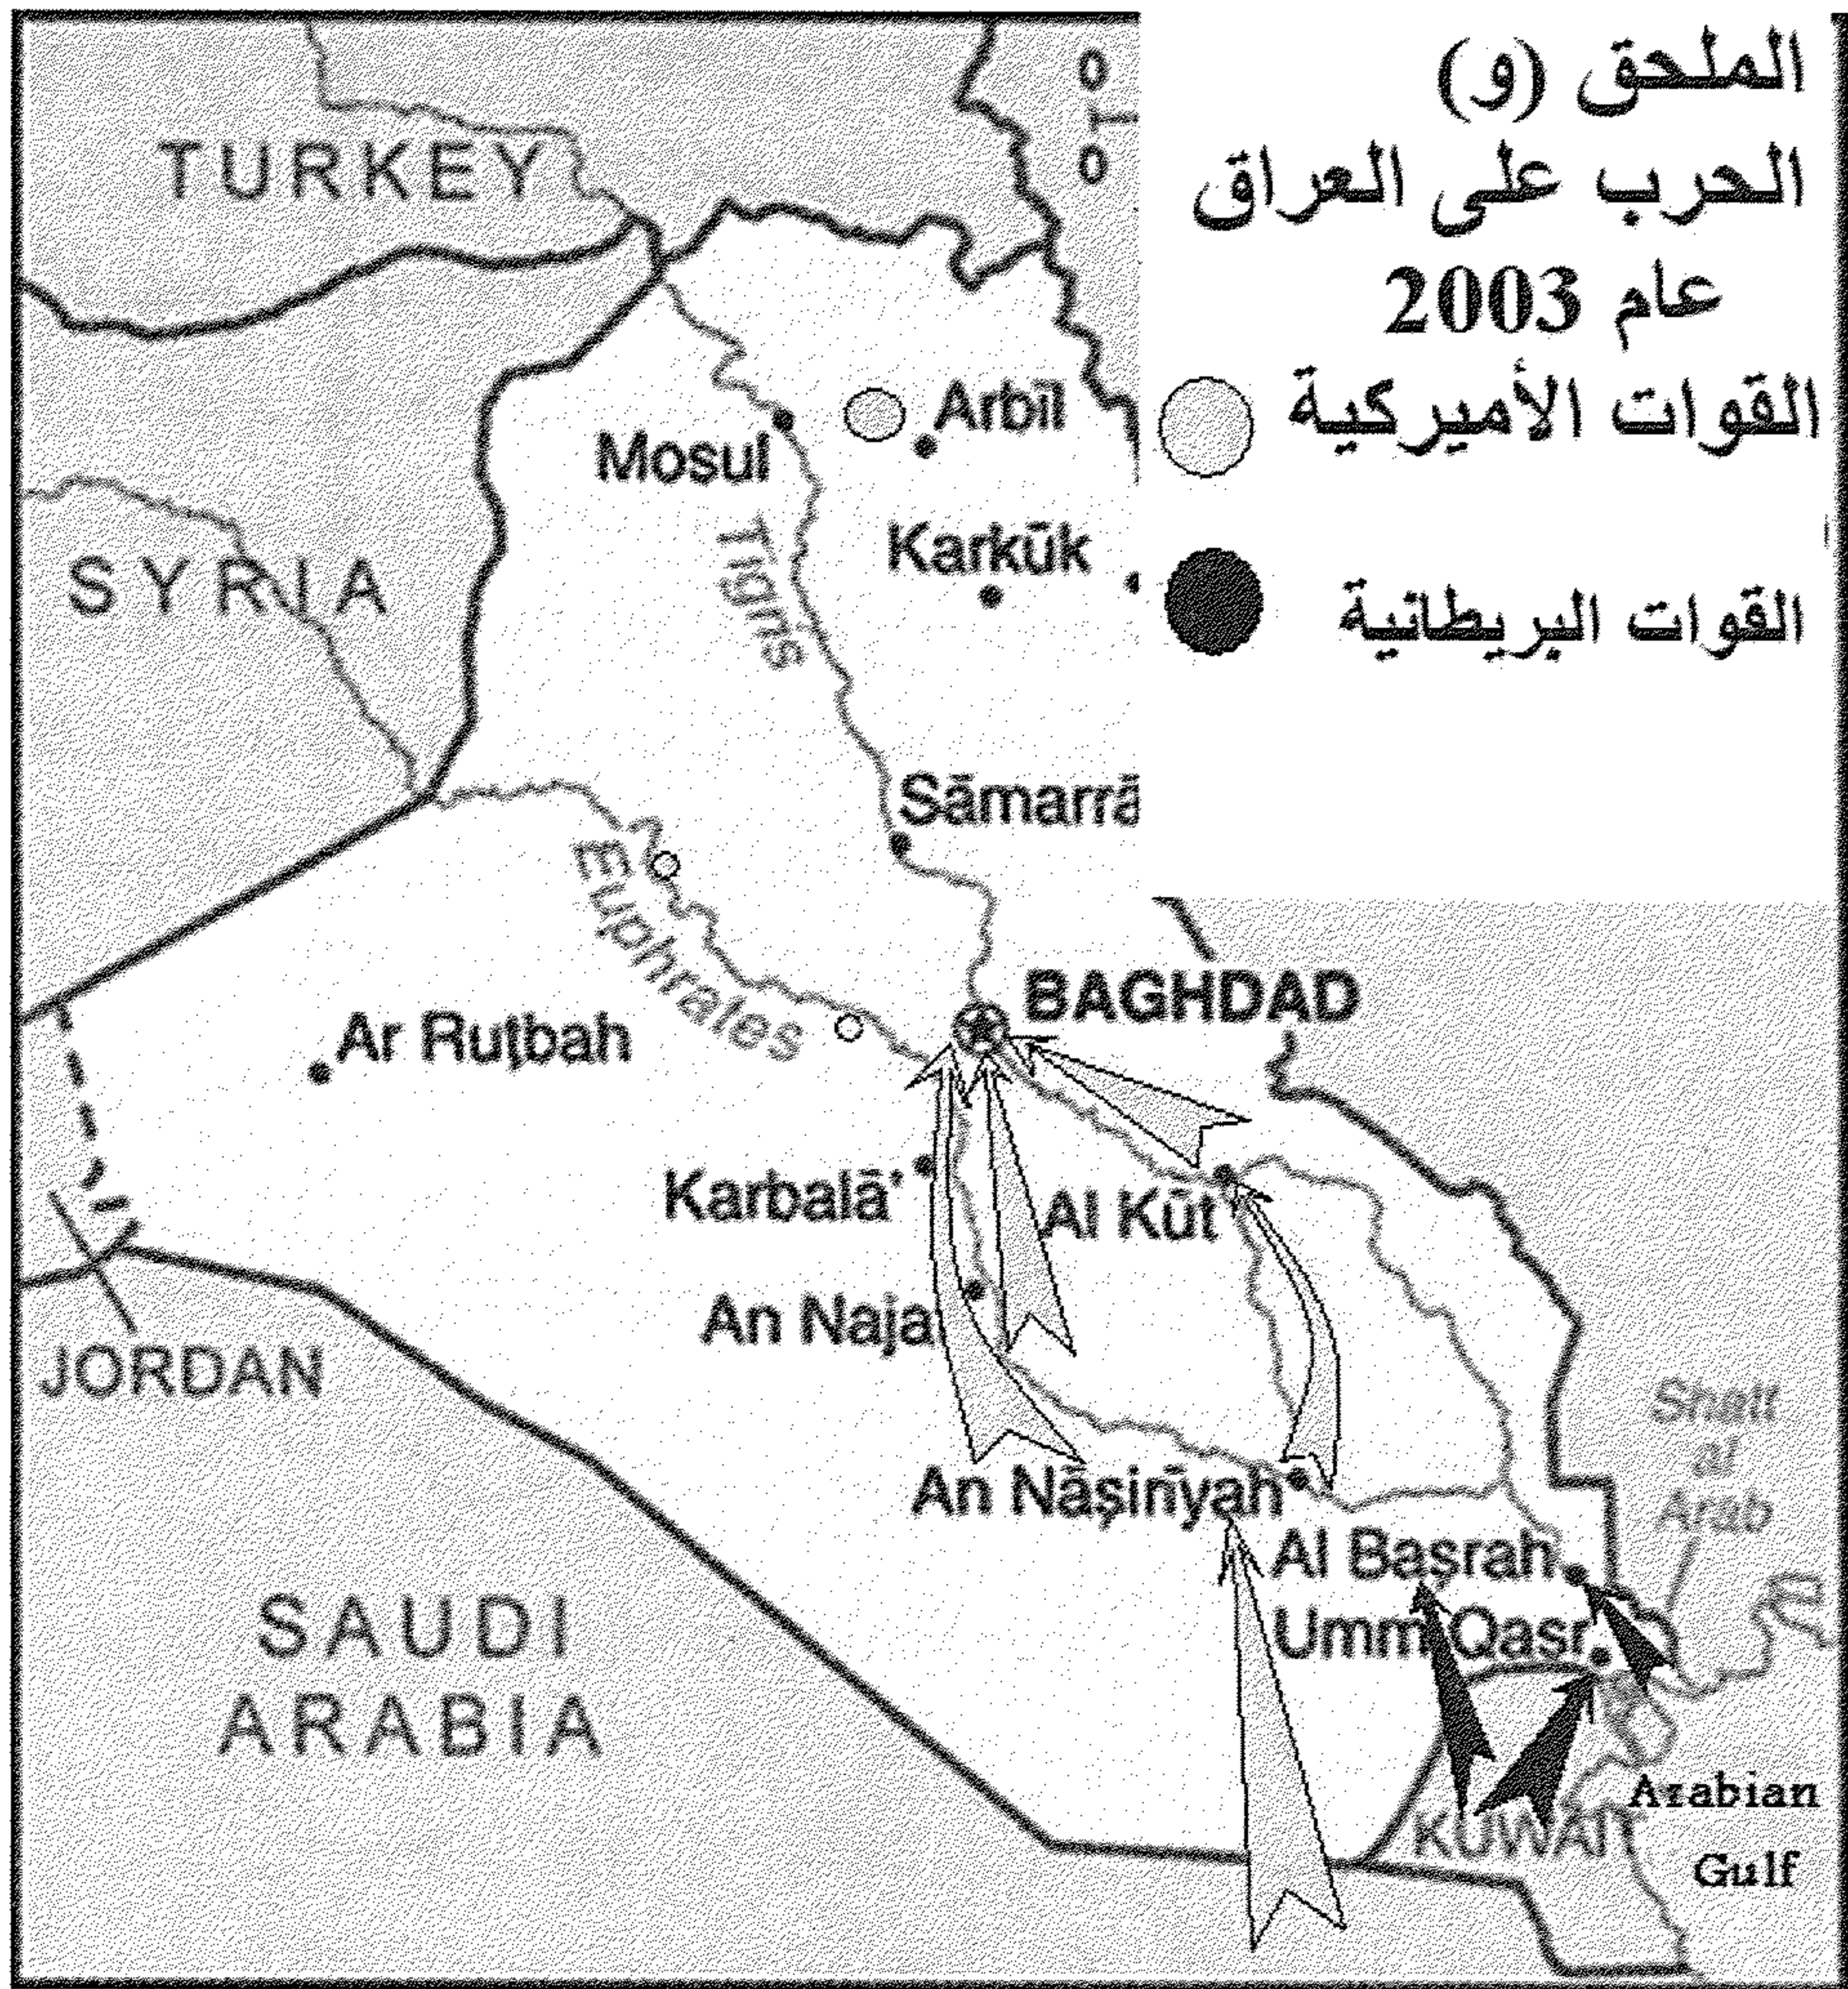 الملحق (و)
الحرب على العراق
عام 2003
القوات الأميركية
القوات البريطانية
TURKEY
Arbīl
Mosul
Tigris
Karkūk
SYRIA
Sāmarrā
Euphrates
BAGHDAD
Ar Ruţbah
Karbalā'
Al Kūt
An Naja
JORDAN
Shatt
al
Arab
An Nāşirīyah
Al Başrah
Umm Qasr
SAUDI
ARABIA
KUWAIT
Arabian
Gulf